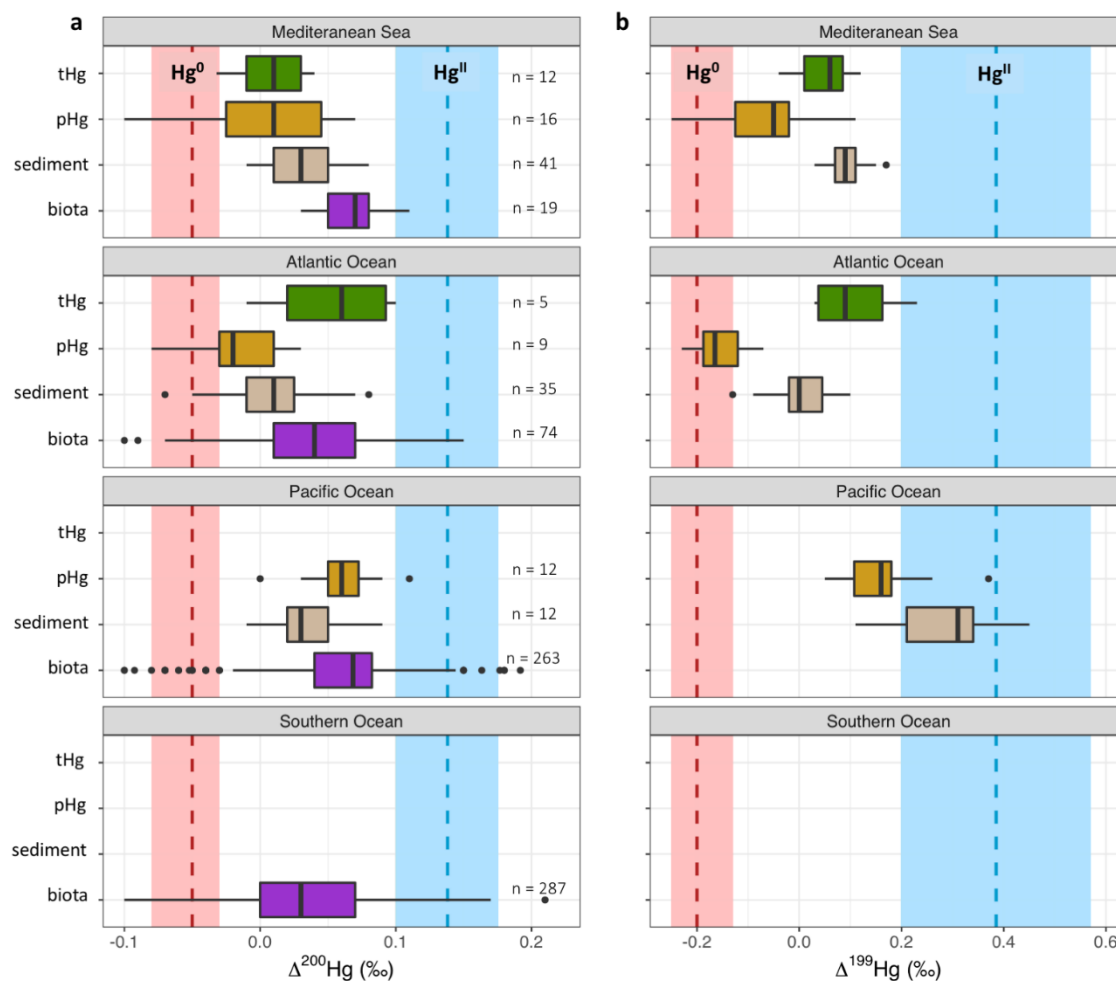 a
b
Mediteranean Sea
Mediteranean Sea
tHg
pHg
sediment
biota
Hg⁰
Hgᴵᴵ
n = 12
n = 16
n = 41
n = 19
Hg⁰
Hgᴵᴵ
Atlantic Ocean
Atlantic Ocean
tHg
pHg
sediment
biota
n = 5
n = 9
n = 35
n = 74
Pacific Ocean
Pacific Ocean
tHg
pHg
sediment
biota
n = 12
n = 12
n = 263
Southern Ocean
Southern Ocean
tHg
pHg
sediment
biota
n = 287
-0.1 0.0 0.1 0.2
-0.2 0.0 0.2 0.4 0.6
Δ²⁰⁰Hg (‰)
Δ¹⁹⁹Hg (‰)